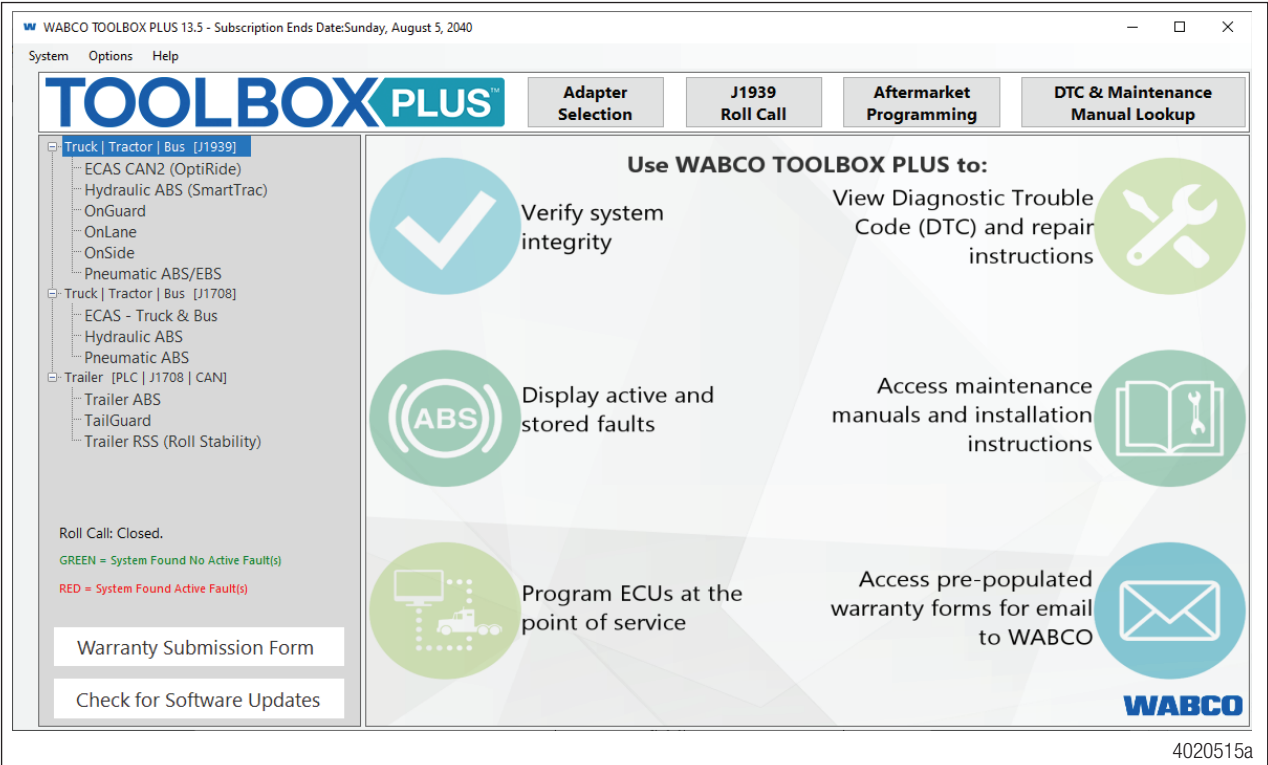 WABCO TOOLBOX PLUS 13.5 - Subscription Ends Date:Sunday, August 5, 2040
System Options Help
TOOLBOX PLUS™
Adapter
Selection
J1939
Roll Call
Aftermarket
Programming
DTC & Maintenance
Manual Lookup
Truck | Tractor | Bus [J1939]
ECAS CAN2 (OptiRide)
Hydraulic ABS (SmartTrac)
OnGuard
OnLane
OnSide
Pneumatic ABS/EBS
Truck | Tractor | Bus [J1708]
ECAS - Truck & Bus
Hydraulic ABS
Pneumatic ABS
Trailer [PLC | J1708 | CAN]
Trailer ABS
TailGuard
Trailer RSS (Roll Stability)
Roll Call: Closed.
GREEN = System Found No Active Fault(s)
RED = System Found Active Fault(s)
Warranty Submission Form
Check for Software Updates
Use WABCO TOOLBOX PLUS to:
Verify system
integrity
View Diagnostic Trouble
Code (DTC) and repair
instructions
ABS
Display active and
stored faults
Access maintenance
manuals and installation
instructions
Program ECUs at the
point of service
Access pre-populated
warranty forms for email
to WABCO
WABCO
4020515a